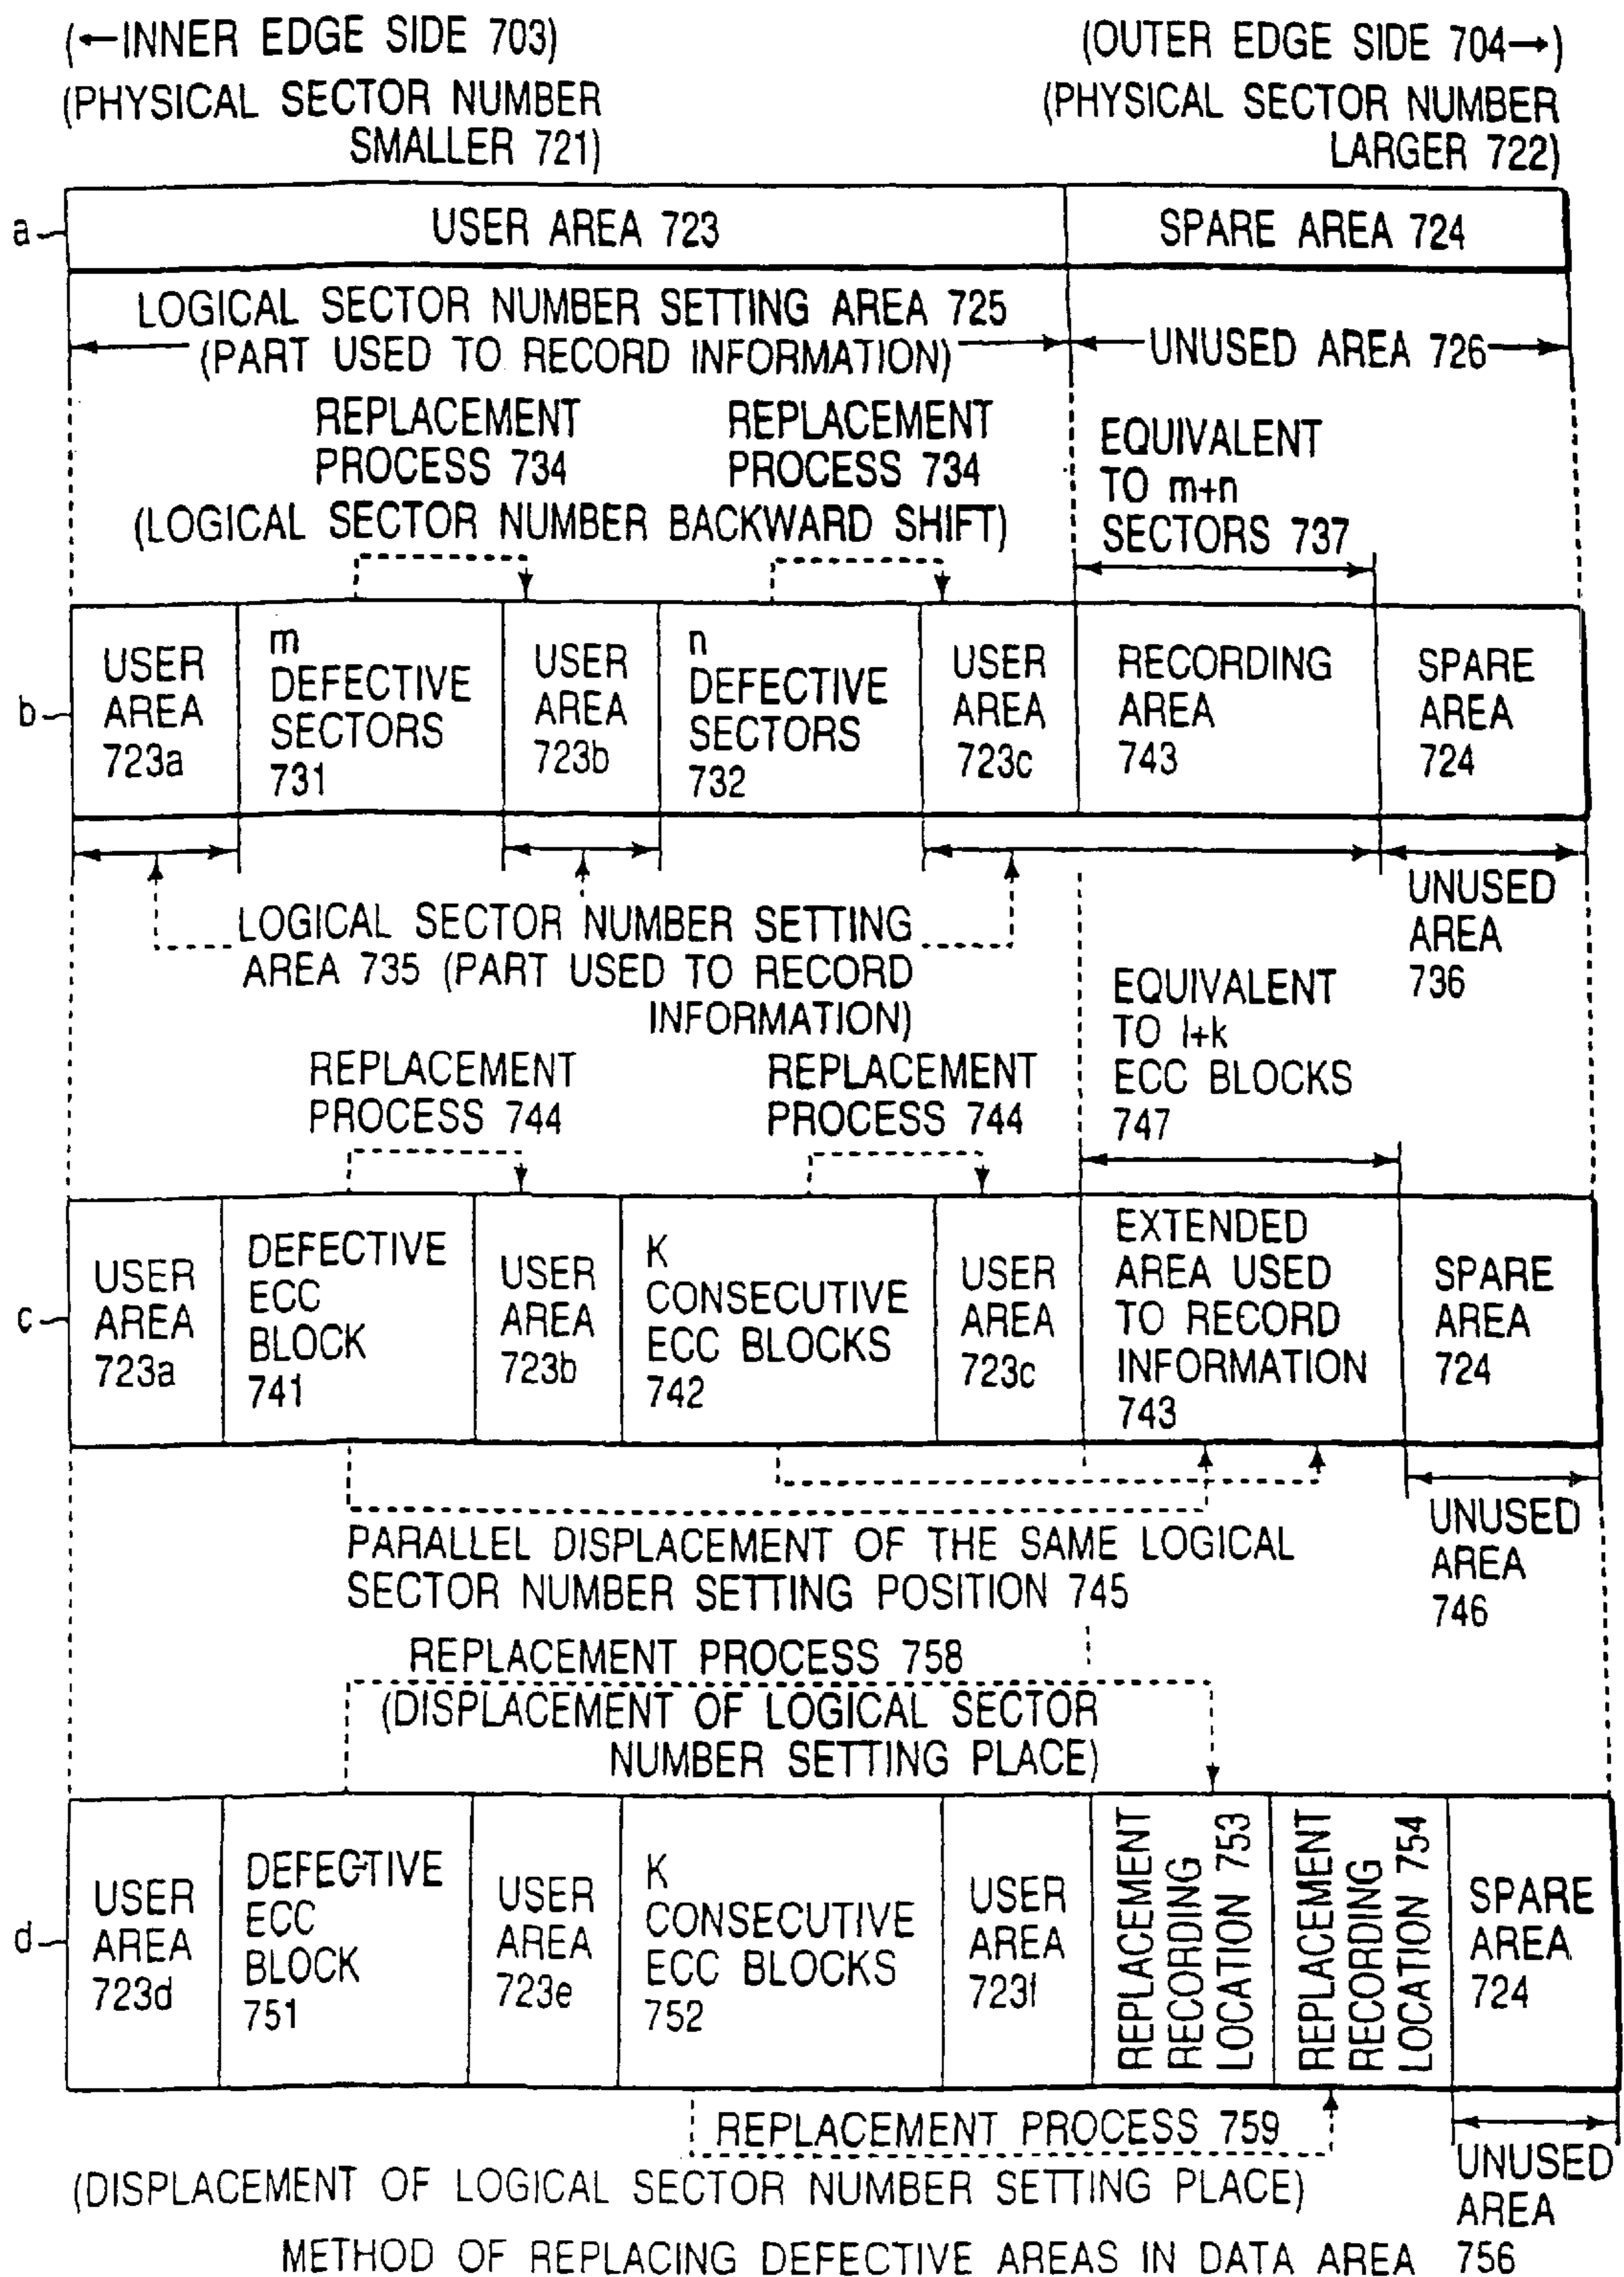 (←INNER EDGE SIDE 703)
(OUTER EDGE SIDE 704→)
(PHYSICAL SECTOR NUMBER
SMALLER 721)
(PHYSICAL SECTOR NUMBER
LARGER 722)
a
USER AREA 723
SPARE AREA 724
LOGICAL SECTOR NUMBER SETTING AREA 725
(PART USED TO RECORD INFORMATION)
UNUSED AREA 726
REPLACEMENT
PROCESS 734
REPLACEMENT
PROCESS 734
(LOGICAL SECTOR NUMBER BACKWARD SHIFT)
EQUIVALENT
TO m+n
SECTORS 737
b
USER
AREA
723a
m
DEFECTIVE
SECTORS
731
USER
AREA
723b
n
DEFECTIVE
SECTORS
732
USER
AREA
723c
RECORDING
AREA
743
SPARE
AREA
724
LOGICAL SECTOR NUMBER SETTING
AREA 735 (PART USED TO RECORD
INFORMATION)
UNUSED
AREA
736
REPLACEMENT
PROCESS 744
REPLACEMENT
PROCESS 744
EQUIVALENT
TO l+k
ECC BLOCKS
747
c
USER
AREA
723a
DEFECTIVE
ECC
BLOCK
741
USER
AREA
723b
K
CONSECUTIVE
ECC BLOCKS
742
USER
AREA
723c
EXTENDED
AREA USED
TO RECORD
INFORMATION
743
SPARE
AREA
724
PARALLEL DISPLACEMENT OF THE SAME LOGICAL
SECTOR NUMBER SETTING POSITION 745
UNUSED
AREA
746
REPLACEMENT PROCESS 758
(DISPLACEMENT OF LOGICAL SECTOR
NUMBER SETTING PLACE)
d
USER
AREA
723d
DEFECTIVE
ECC
BLOCK
751
USER
AREA
723e
K
CONSECUTIVE
ECC BLOCKS
752
USER
AREA
723f
REPLACEMENT
RECORDING
LOCATION 753
REPLACEMENT
RECORDING
LOCATION 754
SPARE
AREA
724
REPLACEMENT PROCESS 759
(DISPLACEMENT OF LOGICAL SECTOR NUMBER SETTING PLACE)
UNUSED
AREA
756
METHOD OF REPLACING DEFECTIVE AREAS IN DATA AREA